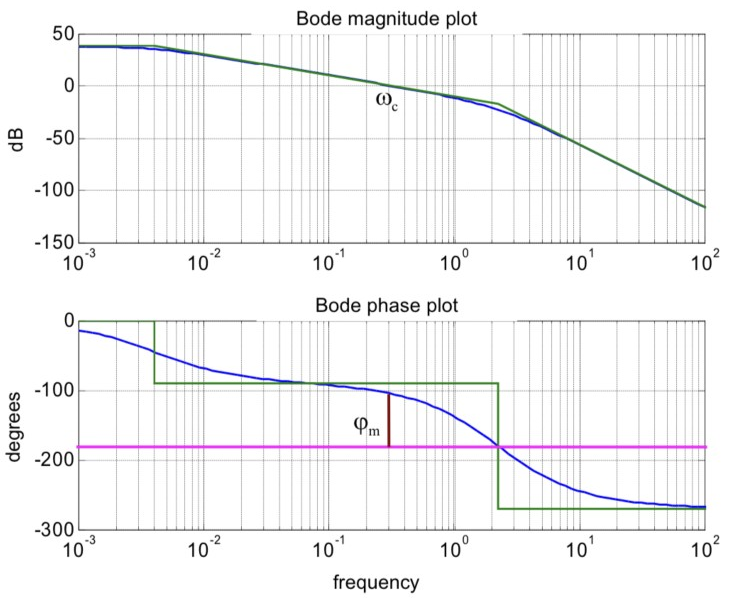 Bode magnitude plot
50
0
-50
-100
-150
dB
ω_c
10^-3 10^-2 10^-1 10^0 10^1 10^2
Bode phase plot
0
-100
-200
-300
degrees
φ_m
10^-3 10^-2 10^-1 10^0 10^1 10^2
frequency